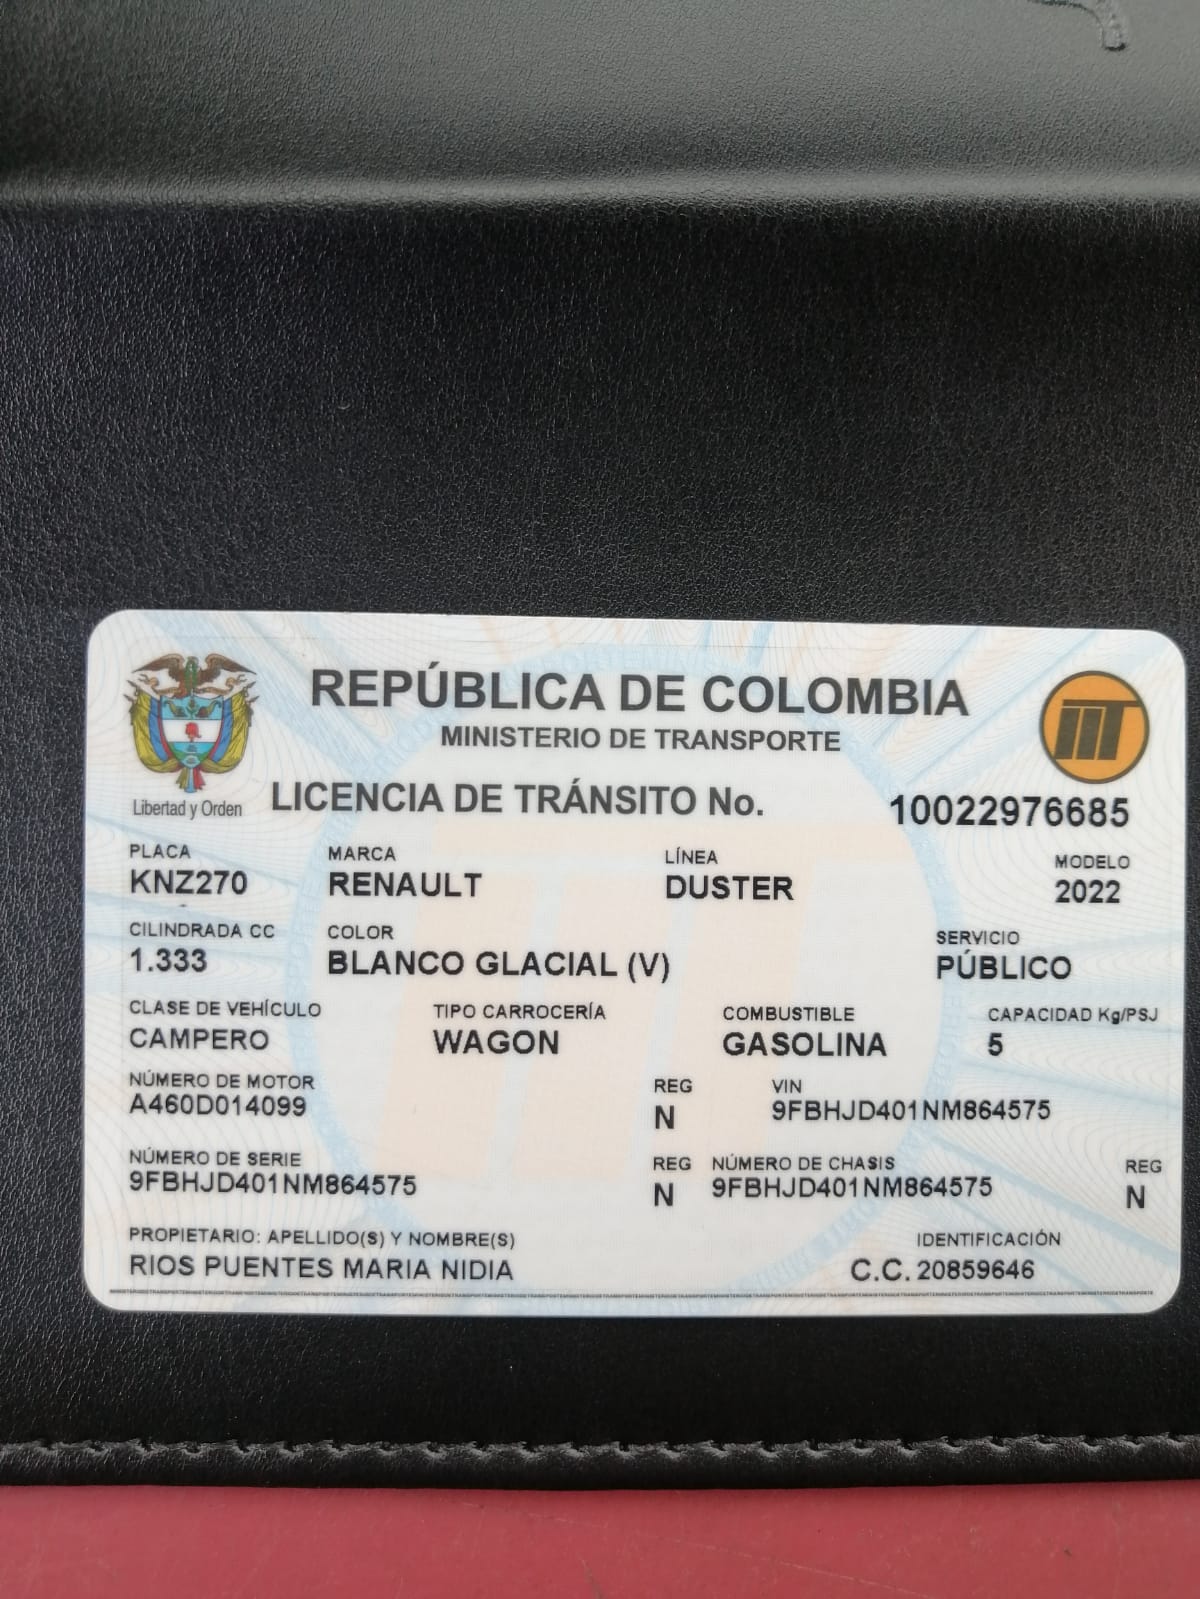 REPÚBLICA DE COLOMBIA
MINISTERIO DE TRANSPORTE
Libertad y Orden
LICENCIA DE TRÁNSITO No. 10022976685
PLACA MARCA LÍNEA MODELO
KNZ270 RENAULT DUSTER 2022
CILINDRADA CC COLOR SERVICIO
1.333 BLANCO GLACIAL (V) PÚBLICO
CLASE DE VEHÍCULO TIPO CARROCERÍA COMBUSTIBLE CAPACIDAD Kg/PSJ
CAMPERO WAGON GASOLINA 5
NÚMERO DE MOTOR REG VIN
A460D014099 N 9FBHJD401NM864575
NÚMERO DE SERIE REG NÚMERO DE CHASIS REG
9FBHJD401NM864575 N 9FBHJD401NM864575 N
PROPIETARIO: APELLIDO(S) Y NOMBRE(S) IDENTIFICACIÓN
RIOS PUENTES MARIA NIDIA C.C. 20859646